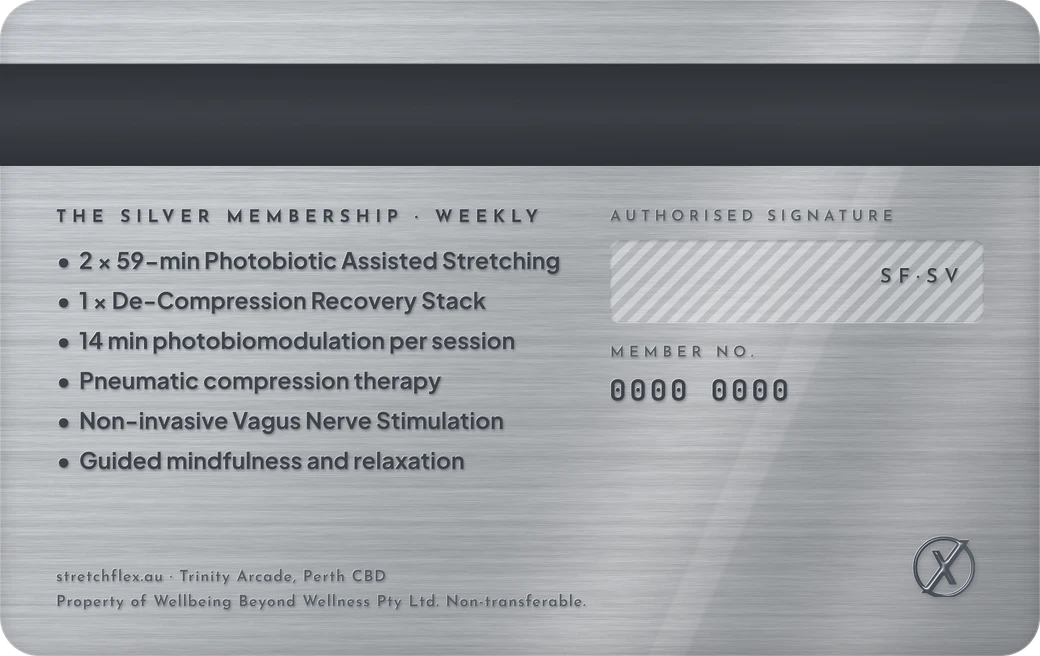 THE SILVER MEMBERSHIP · WEEKLY
• 2 × 59-min Photobiotic Assisted Stretching
• 1 × De-Compression Recovery Stack
• 14 min photobiomodulation per session
• Pneumatic compression therapy
• Non-invasive Vagus Nerve Stimulation
• Guided mindfulness and relaxation
AUTHORISED SIGNATURE
SF·SV
MEMBER NO.
0000 0000
stretchflex.au · Trinity Arcade, Perth CBD
Property of Wellbeing Beyond Wellness Pty Ltd. Non-transferable.
X